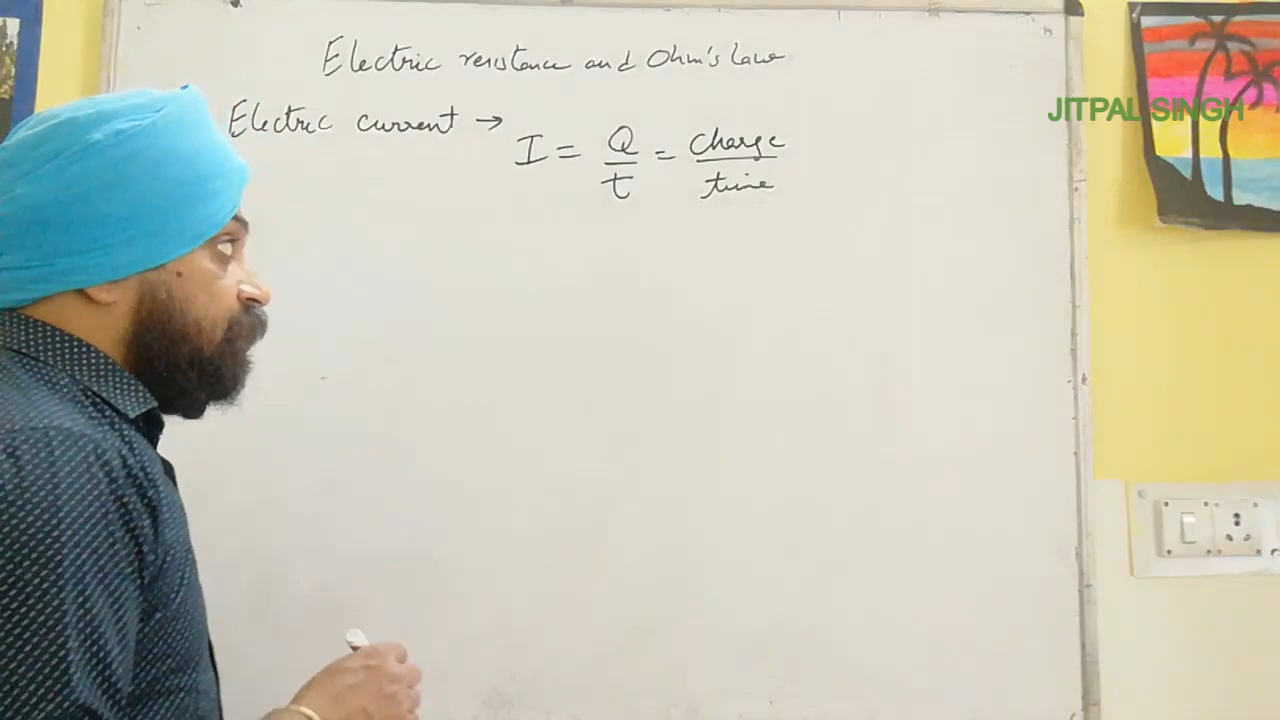 Electric resistance and Ohm's law
JITPAL SINGH
Electric current →
I = Q/t = charge/time